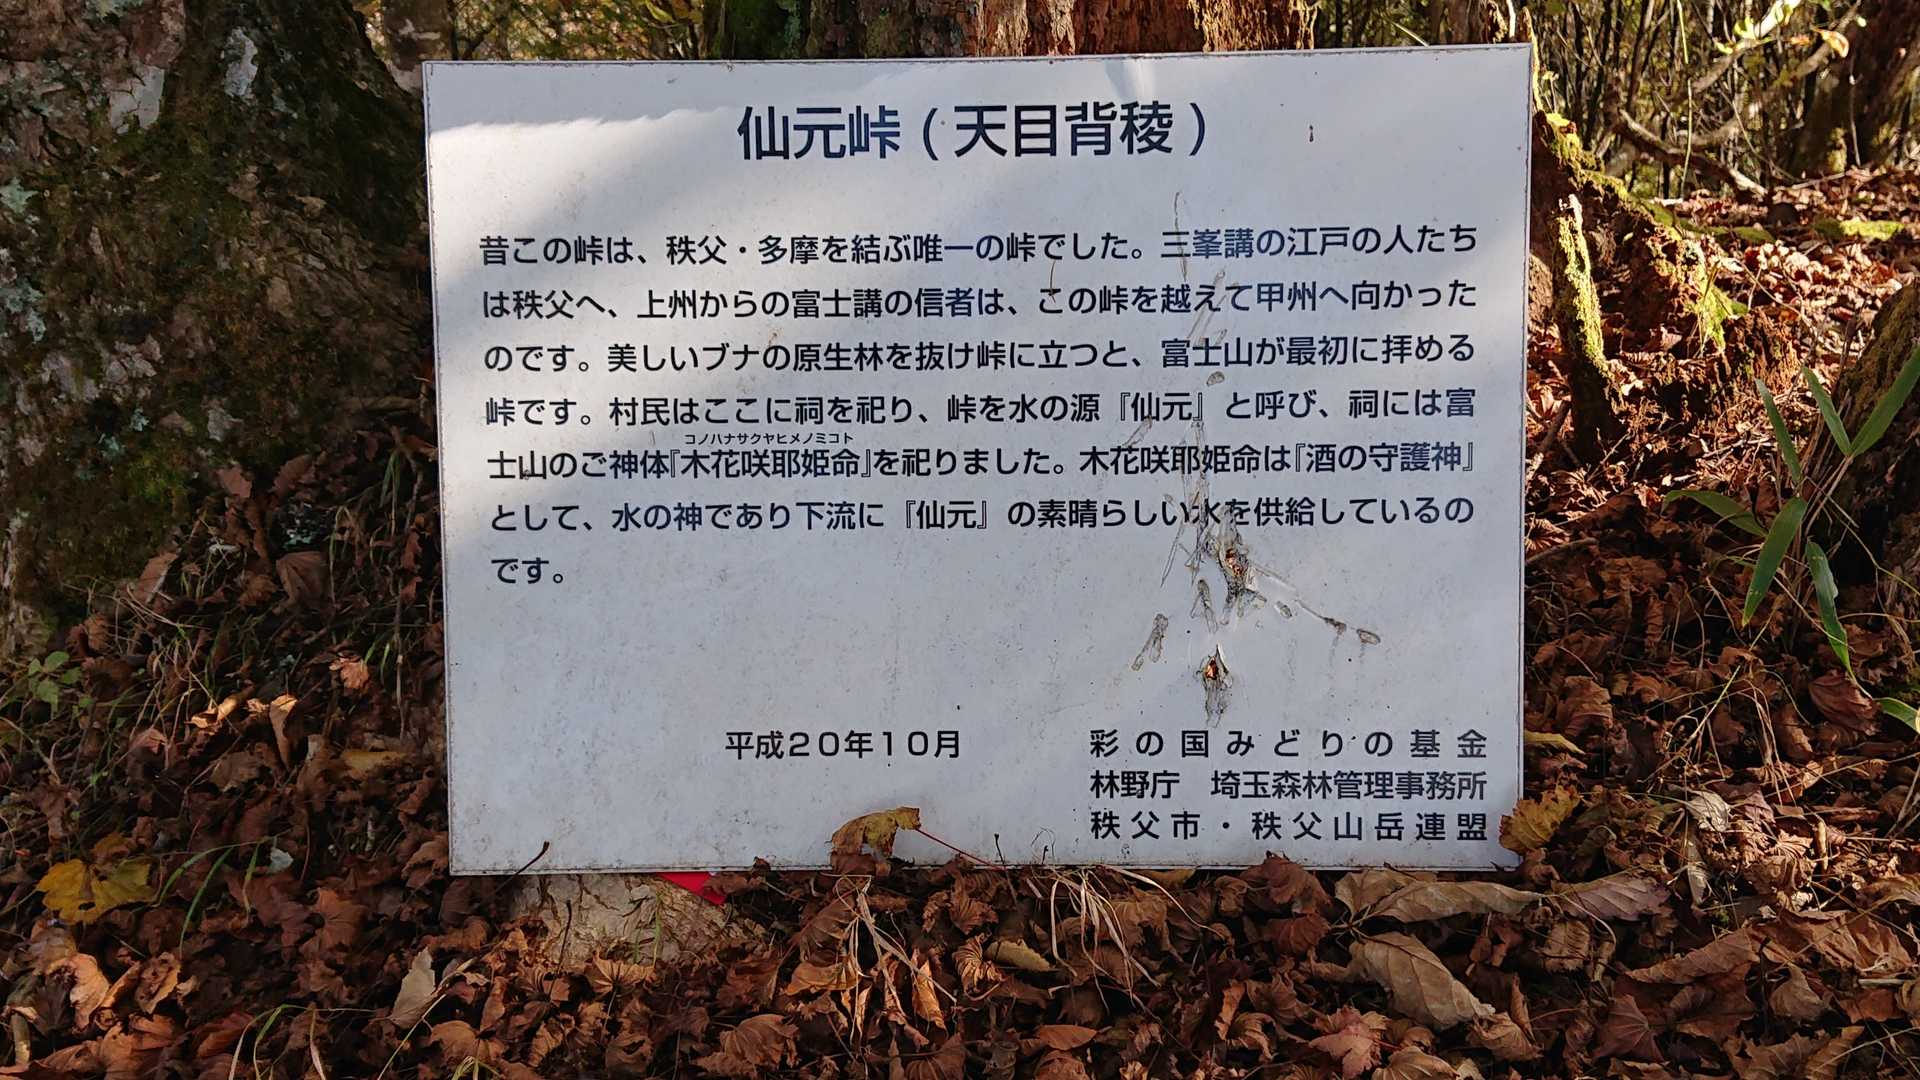 仙元峠（天目背稜）
昔この峠は、秩父・多摩を結ぶ唯一の峠でした。三峯講の江戸の人たち
は秩父へ、上州からの富士講の信者は、この峠を越えて甲州へ向かった
のです。美しいブナの原生林を抜け峠に立つと、富士山が最初に拝める
峠です。村民はここに祠を祀り、峠を水の源『仙元』と呼び、祠には富
コノハナサクヤヒメノミコト
士山のご神体『木花咲耶姫命』を祀りました。木花咲耶姫命は『酒の守護神』
として、水の神であり下流に『仙元』の素晴らしい水を供給しているの
です。
平成２０年１０月
彩の国みどりの基金
林野庁　埼玉森林管理事務所
秩父市・秩父山岳連盟